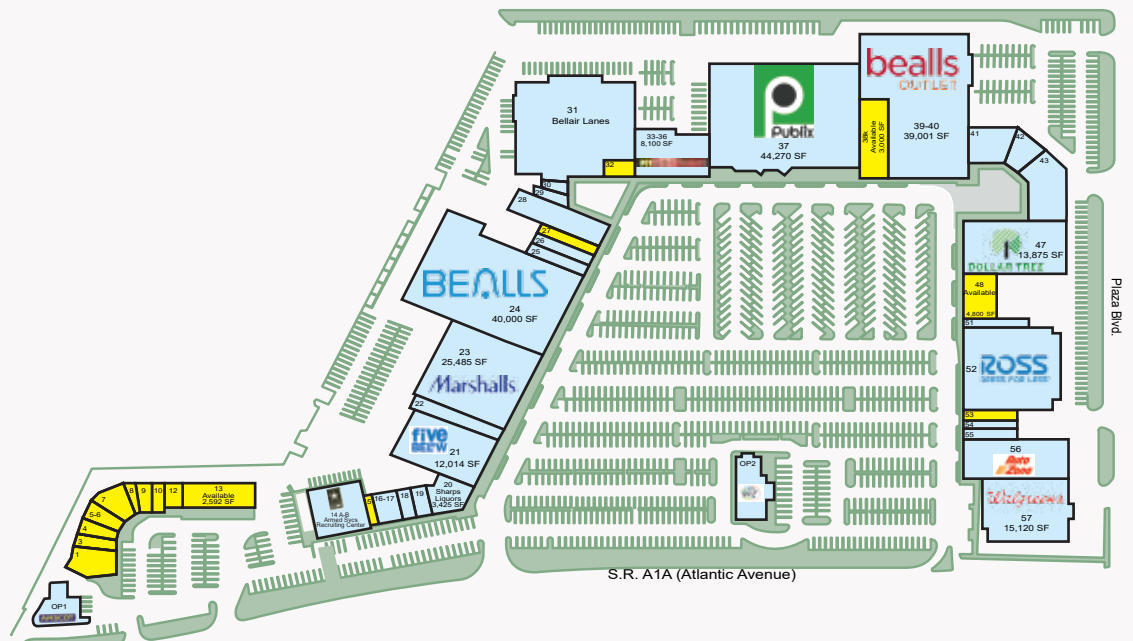 bealls
OUTLET
39-40
39,001 SF
38k
Available
3,000 SF
Publix
37
44,270 SF
31
Bellair Lanes
33-36
8,100 SF
32
41
42
43
30
29
28
27
26
25
BEALLS
24
40,000 SF
47
13,875 SF
DOLLAR TREE
48
Available
4,800 SF
51
52
ROSS
DRESS FOR LESS
53
54
55
56
Auto
Zone
Walgreens
57
15,120 SF
Plaza Blvd.
23
25,485 SF
Marshalls
22
five
BEL'W
21
12,014 SF
20
Sharps
Liquors
3,425 SF
19
18
16-17
14 A-B
Armed Svcs
Recruiting Center
13
Available
2,592 SF
12
10
9
8
7
5-6
4
3
1
OP1
OP2
S.R. A1A (Atlantic Avenue)